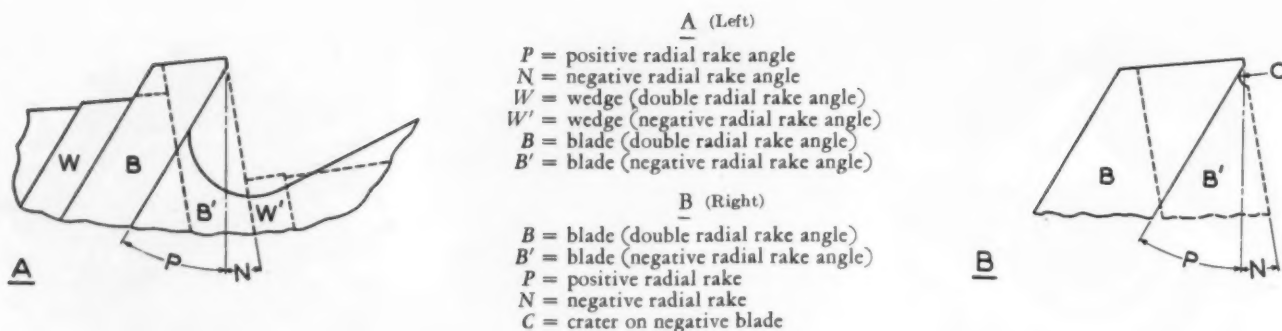 W
B
B'
W'
P
N
A
A (Left)
P = positive radial rake angle
N = negative radial rake angle
W = wedge (double radial rake angle)
W' = wedge (negative radial rake angle)
B = blade (double radial rake angle)
B' = blade (negative radial rake angle)
B (Right)
B = blade (double radial rake angle)
B' = blade (negative radial rake angle)
P = positive radial rake
N = negative radial rake
C = crater on negative blade
C
B
B'
P
N
B